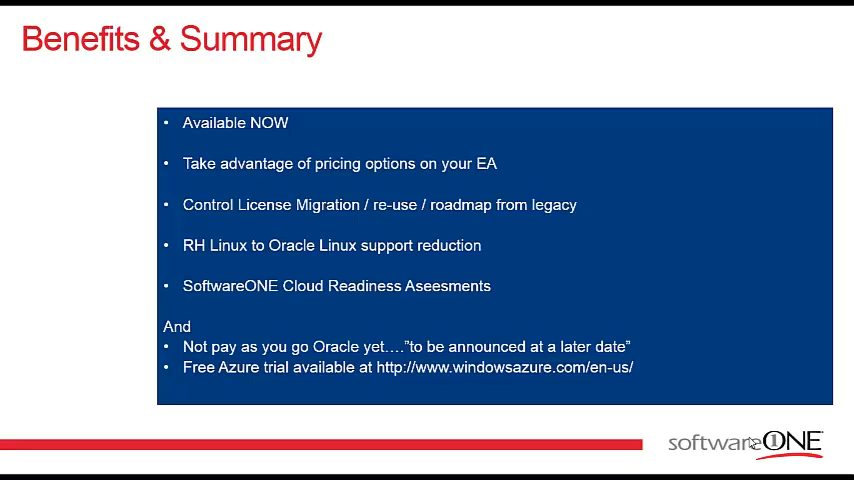 Benefits & Summary
• Available NOW
• Take advantage of pricing options on your EA
• Control License Migration / re-use / roadmap from legacy
• RH Linux to Oracle Linux support reduction
• SoftwareONE Cloud Readiness Aseesments
And
• Not pay as you go Oracle yet….”to be announced at a later date”
• Free Azure trial available at http://www.windowsazure.com/en-us/
softwareONE